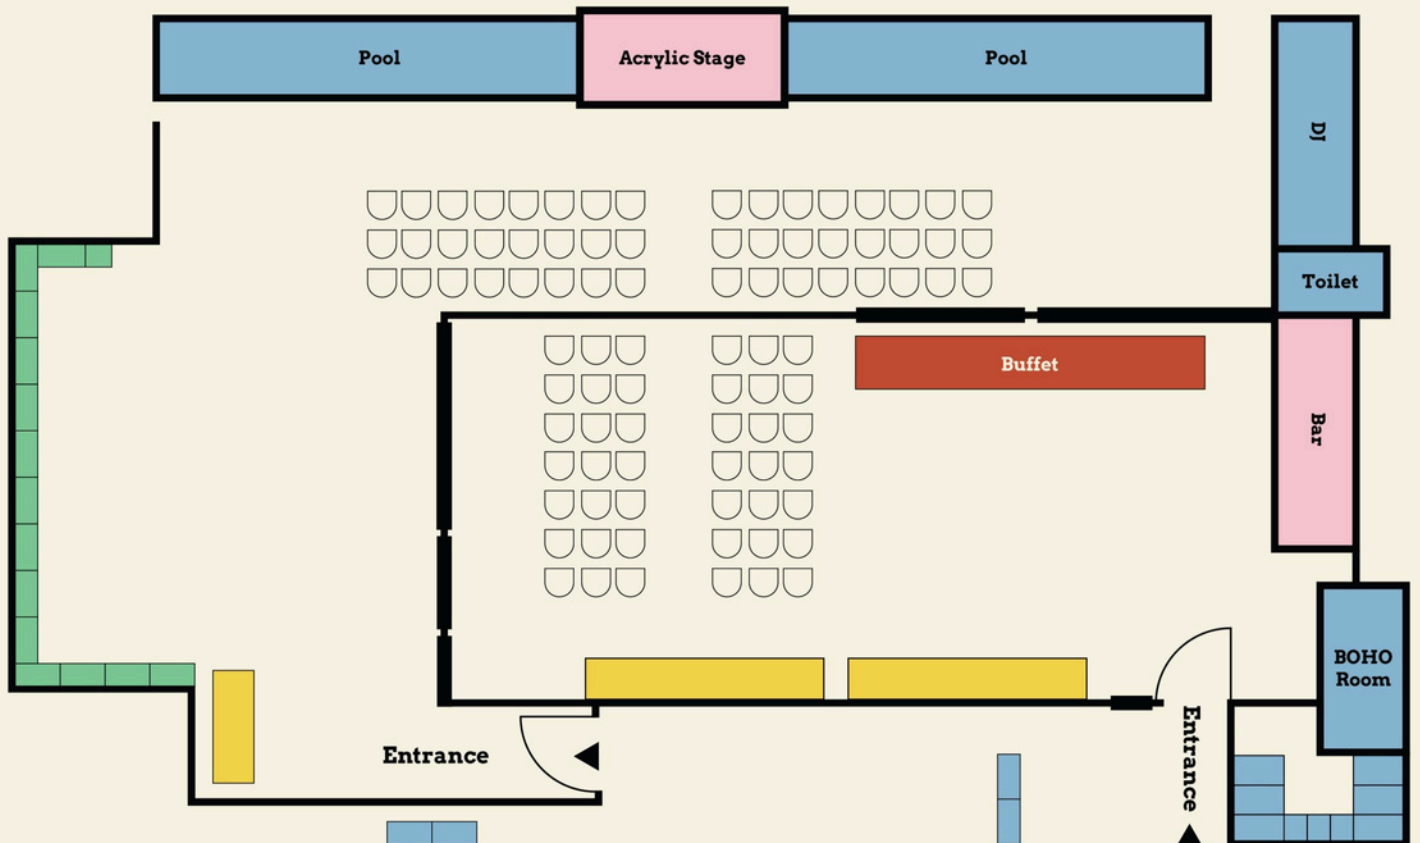 Pool
Acrylic Stage
Pool
DJ
Toilet
Buffet
Bar
BOHO
Room
Entrance
Entrance